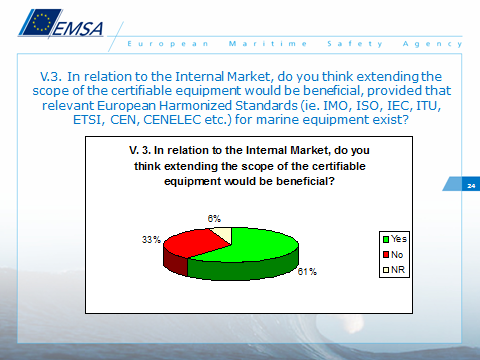 EMSA
European Maritime Safety Agency
V.3. In relation to the Internal Market, do you think extending the
scope of the certifiable equipment would be beneficial, provided that
relevant European Harmonized Standards (ie. IMO, ISO, IEC, ITU,
ETSI, CEN, CENELEC etc.) for marine equipment exist?
24
V. 3. In relation to the Internal Market, do you
think extending the scope of the certifiable
equipment would be beneficial?
6%
33%
61%
Yes
No
NR